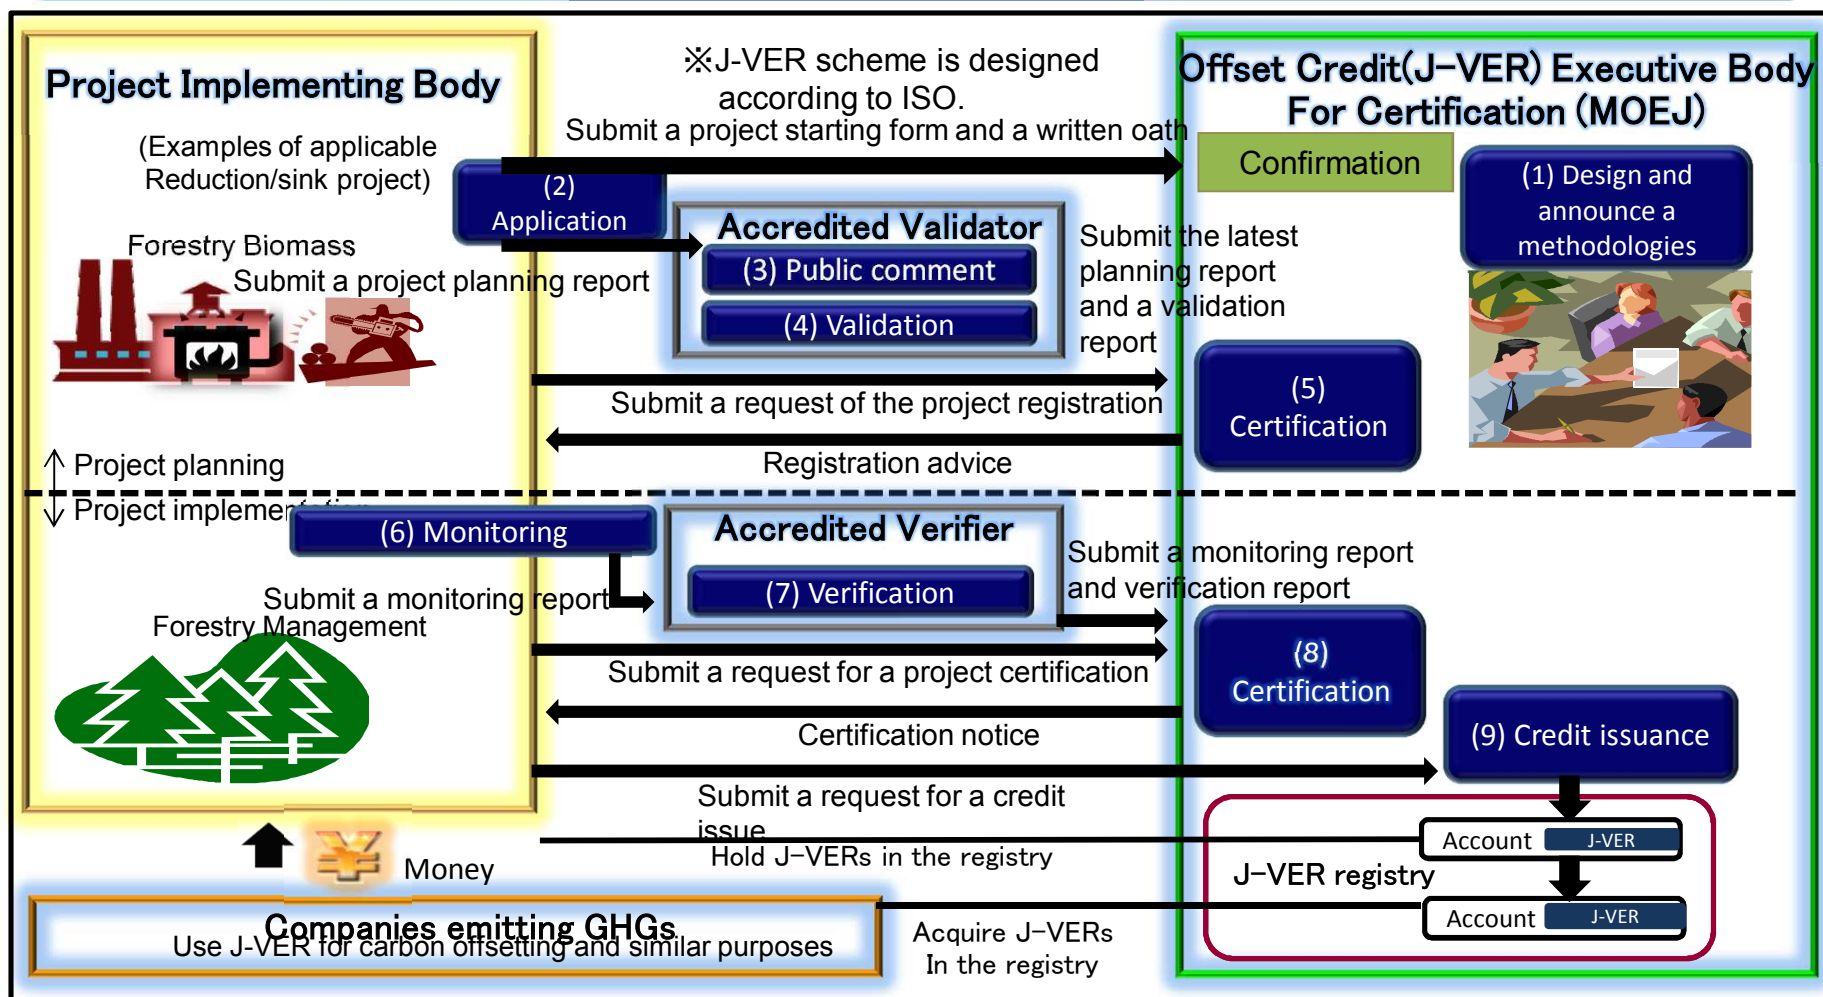 ※J-VER scheme is designed
according to ISO.
Project Implementing Body
Offset Credit(J-VER) Executive Body
For Certification (MOEJ)
Submit a project starting form and a written oath
(Examples of applicable
Reduction/sink project)
(2)
Application
Confirmation
(1) Design and
announce a
methodologies
Accredited Validator
(3) Public comment
(4) Validation
Forestry Biomass
Submit a project planning report
Submit the latest
planning report
and a validation
report
Submit a request of the project registration
(5)
Certification
Registration advice
Project planning
Project implementation
(6) Monitoring
Accredited Verifier
(7) Verification
Submit a monitoring report
and verification report
Submit a monitoring report
Forestry Management
Submit a request for a project certification
(8)
Certification
Certification notice
(9) Credit issuance
Submit a request for a credit
issue
Hold J-VERs in the registry
Account J-VER
J-VER registry
Account J-VER
¥ Money
Companies emitting GHGs
Use J-VER for carbon offsetting and similar purposes
Acquire J-VERs
In the registry